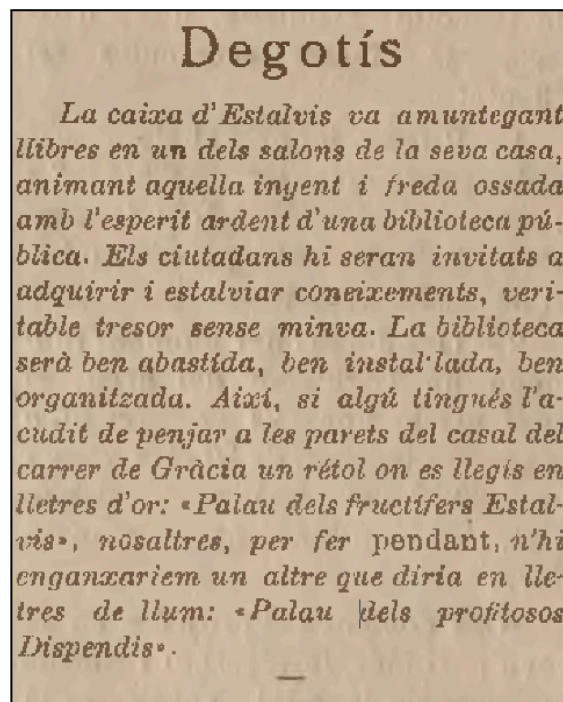 Degotís
La caixa d'Estalvis va amuntegant
llibres en un dels salons de la seva casa,
animant aquella ingent i freda ossada
amb l'esperit ardent d'una biblioteca pú-
blica. Els ciutadans hi seran invitats a
adquirir i estalviar coneixements, veri-
table tresor sense minva. La biblioteca
serà ben abastida, ben instal·lada, ben
organitzada. Així, si algú tingués l'a-
cudit de penjar a les parets del casal del
carrer de Gràcia un rétol on es llegís en
lletres d'or: «Palau dels fructífers Estal-
vis», nosaltres, per fer pendant, n'hi
enganxariem un altre que diria en lle-
tres de llum: «Palau dels profitosos
Dispendis».